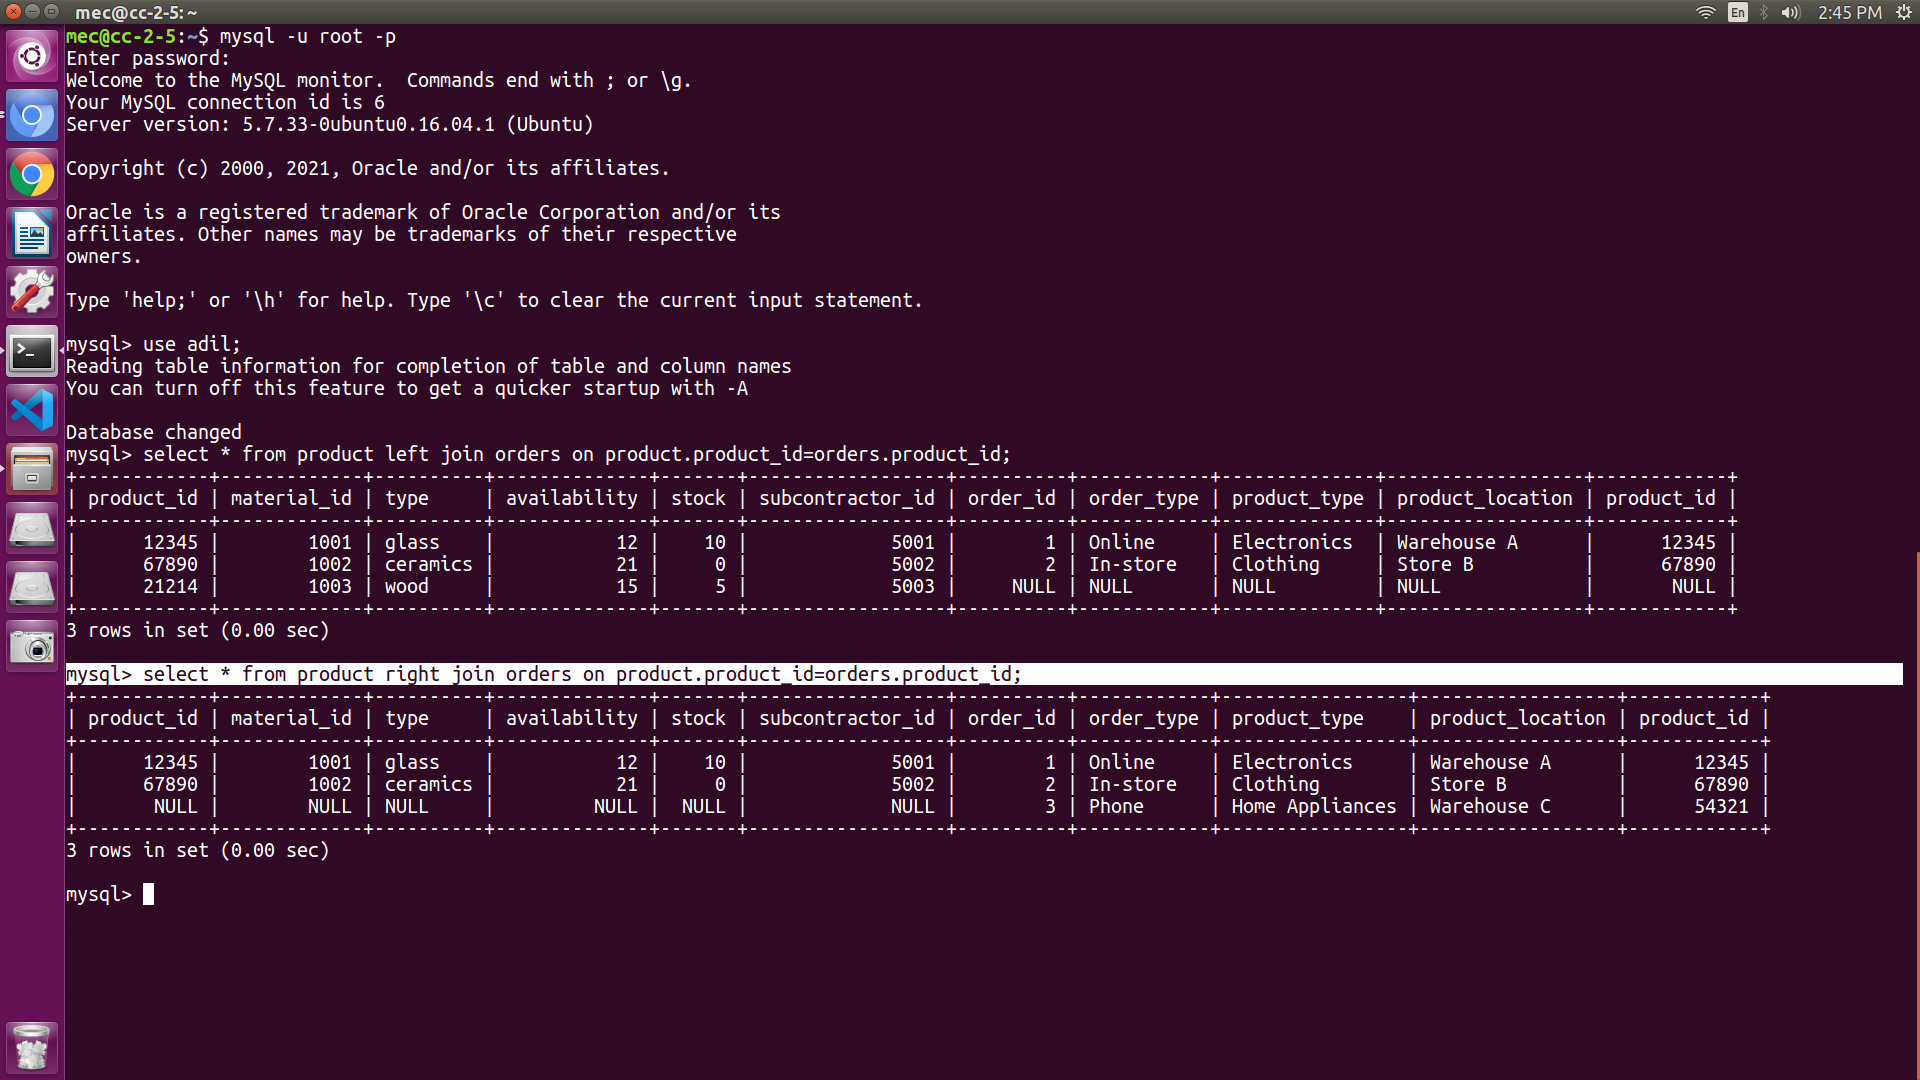 mec@cc-2-5: ~
En
2:45 PM
mec@cc-2-5:~$ mysql -u root -p
Enter password:
Welcome to the MySQL monitor.  Commands end with ; or \g.
Your MySQL connection id is 6
Server version: 5.7.33-0ubuntu0.16.04.1 (Ubuntu)
Copyright (c) 2000, 2021, Oracle and/or its affiliates.
Oracle is a registered trademark of Oracle Corporation and/or its
affiliates. Other names may be trademarks of their respective
owners.
Type 'help;' or '\h' for help. Type '\c' to clear the current input statement.
mysql> use adil;
Reading table information for completion of table and column names
You can turn off this feature to get a quicker startup with -A
Database changed
mysql> select * from product left join orders on product.product_id=orders.product_id;
+------------+-------------+----------+--------------+-------+------------------+----------+------------+--------------+------------------+------------+
| product_id | material_id | type     | availability | stock | subcontractor_id | order_id | order_type | product_type | product_location | product_id |
+------------+-------------+----------+--------------+-------+------------------+----------+------------+--------------+------------------+------------+
|      12345 |        1001 | glass    |           12 |    10 |             5001 |        1 | Online     | Electronics  | Warehouse A      |      12345 |
|      67890 |        1002 | ceramics |           21 |     0 |             5002 |        2 | In-store   | Clothing     | Store B          |      67890 |
|      21214 |        1003 | wood     |           15 |     5 |             5003 |     NULL | NULL       | NULL         | NULL             |       NULL |
+------------+-------------+----------+--------------+-------+------------------+----------+------------+--------------+------------------+------------+
3 rows in set (0.00 sec)
mysql> select * from product right join orders on product.product_id=orders.product_id;
+------------+-------------+----------+--------------+-------+------------------+----------+------------+-----------------+------------------+------------+
| product_id | material_id | type     | availability | stock | subcontractor_id | order_id | order_type | product_type    | product_location | product_id |
+------------+-------------+----------+--------------+-------+------------------+----------+------------+-----------------+------------------+------------+
|      12345 |        1001 | glass    |           12 |    10 |             5001 |        1 | Online     | Electronics     | Warehouse A      |      12345 |
|      67890 |        1002 | ceramics |           21 |     0 |             5002 |        2 | In-store   | Clothing        | Store B          |      67890 |
|       NULL |        NULL | NULL     |         NULL |  NULL |             NULL |        3 | Phone      | Home Appliances | Warehouse C      |      54321 |
+------------+-------------+----------+--------------+-------+------------------+----------+------------+-----------------+------------------+------------+
3 rows in set (0.00 sec)
mysql>